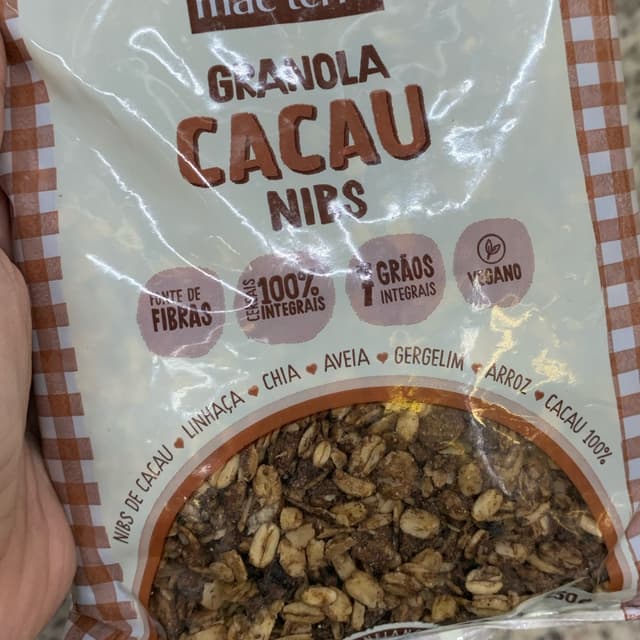 GRANOLA
CACAU
NIBS
FONTE DE
FIBRAS
CEREAIS
100%
INTEGRAIS
GRÃOS
INTEGRAIS
VEGANO
NIBS DE CACAU ♥ LINHAÇA ♥ CHIA ♥ AVEIA ♥ GERGELIM ♥ ARROZ ♥ CACAU 100%